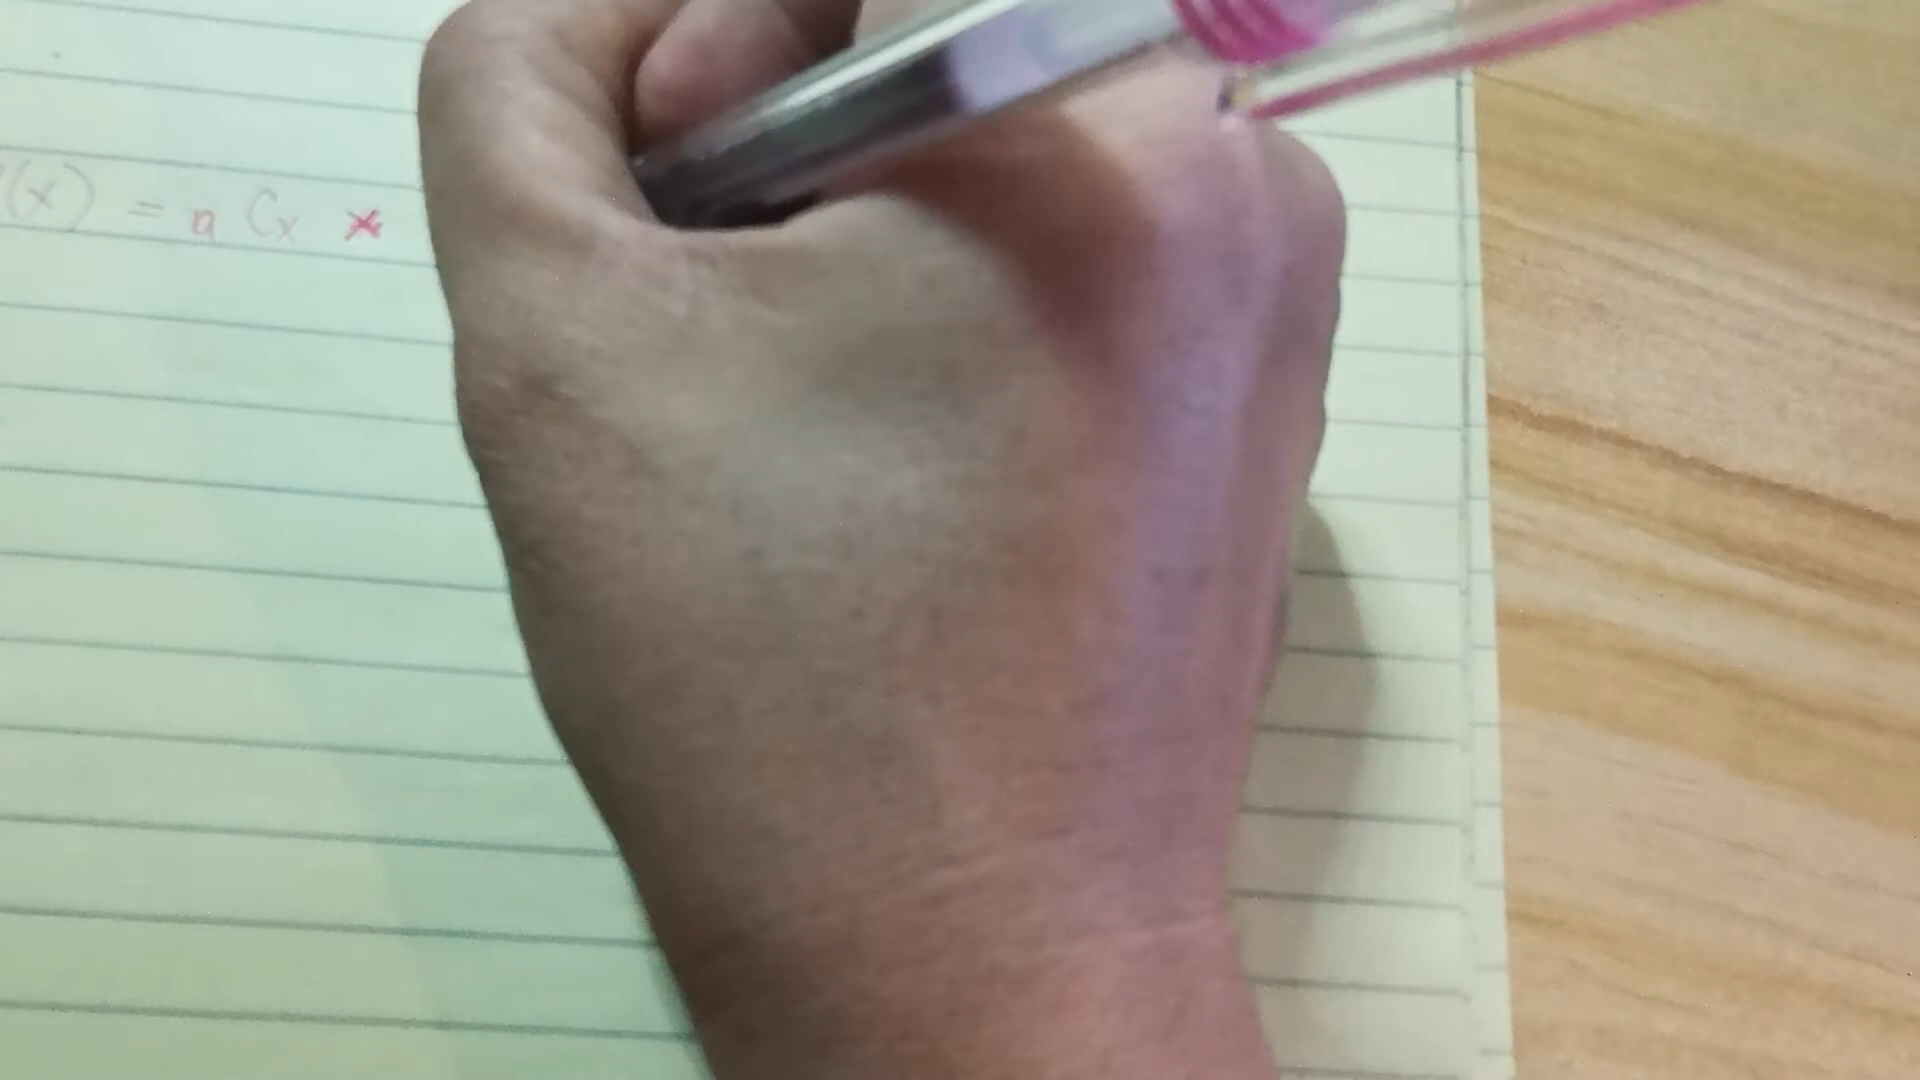 (x) = n Cx *